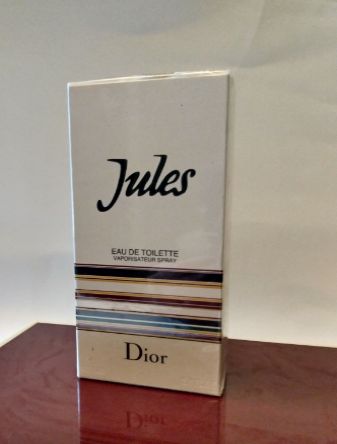 Jules
EAU DE TOILETTE
VAPORISATEUR SPRAY
Dior